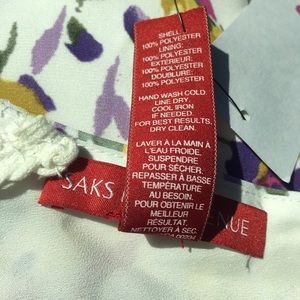 SHELL:
100% POLYESTER
LINING:
100% POLYESTER
EXTÉRIEUR:
100% POLYESTER
DOUBLURE:
100% POLYESTER
HAND WASH COLD.
LINE DRY.
COOL IRON
IF NEEDED.
FOR BEST RESULTS,
DRY CLEAN.
LAVER À LA MAIN À
L'EAU FROIDE.
SUSPENDRE
POUR SÉCHER.
REPASSER À BASSE
TEMPÉRATURE
AU BESOIN.
POUR OBTENIR LE
MEILLEUR
RÉSULTAT,
NETTOYER À SEC.
SAKS
NUE